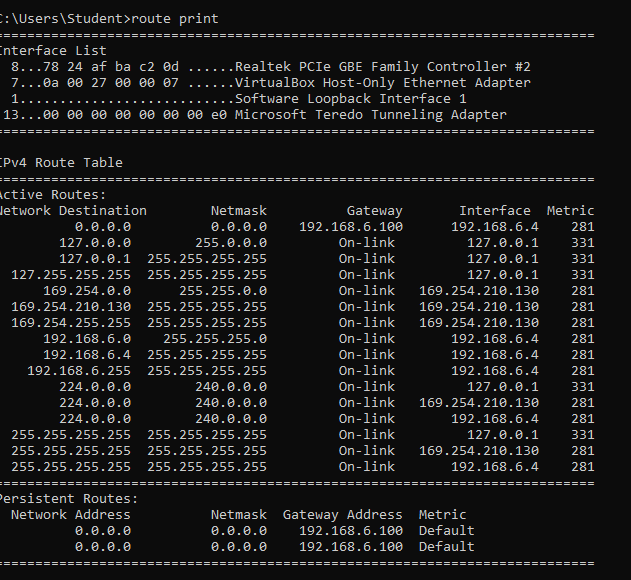 C:\Users\Student>route print
===========================================================================
Interface List
  8...78 24 af ba c2 0d ......Realtek PCIe GBE Family Controller #2
  7...0a 00 27 00 00 07 ......VirtualBox Host-Only Ethernet Adapter
  1...........................Software Loopback Interface 1
 13...00 00 00 00 00 00 00 e0 Microsoft Teredo Tunneling Adapter
===========================================================================
IPv4 Route Table
===========================================================================
Active Routes:
Network Destination        Netmask          Gateway       Interface  Metric
          0.0.0.0          0.0.0.0    192.168.6.100      192.168.6.4    281
        127.0.0.0        255.0.0.0         On-link         127.0.0.1    331
        127.0.0.1  255.255.255.255         On-link         127.0.0.1    331
  127.255.255.255  255.255.255.255         On-link         127.0.0.1    331
      169.254.0.0      255.255.0.0         On-link   169.254.210.130    281
  169.254.210.130  255.255.255.255         On-link   169.254.210.130    281
  169.254.255.255  255.255.255.255         On-link   169.254.210.130    281
      192.168.6.0    255.255.255.0         On-link       192.168.6.4    281
      192.168.6.4  255.255.255.255         On-link       192.168.6.4    281
    192.168.6.255  255.255.255.255         On-link       192.168.6.4    281
        224.0.0.0        240.0.0.0         On-link         127.0.0.1    331
        224.0.0.0        240.0.0.0         On-link   169.254.210.130    281
        224.0.0.0        240.0.0.0         On-link       192.168.6.4    281
  255.255.255.255  255.255.255.255         On-link         127.0.0.1    331
  255.255.255.255  255.255.255.255         On-link   169.254.210.130    281
  255.255.255.255  255.255.255.255         On-link       192.168.6.4    281
===========================================================================
Persistent Routes:
  Network Address          Netmask  Gateway Address  Metric
          0.0.0.0          0.0.0.0    192.168.6.100  Default
          0.0.0.0          0.0.0.0    192.168.6.100  Default
===========================================================================